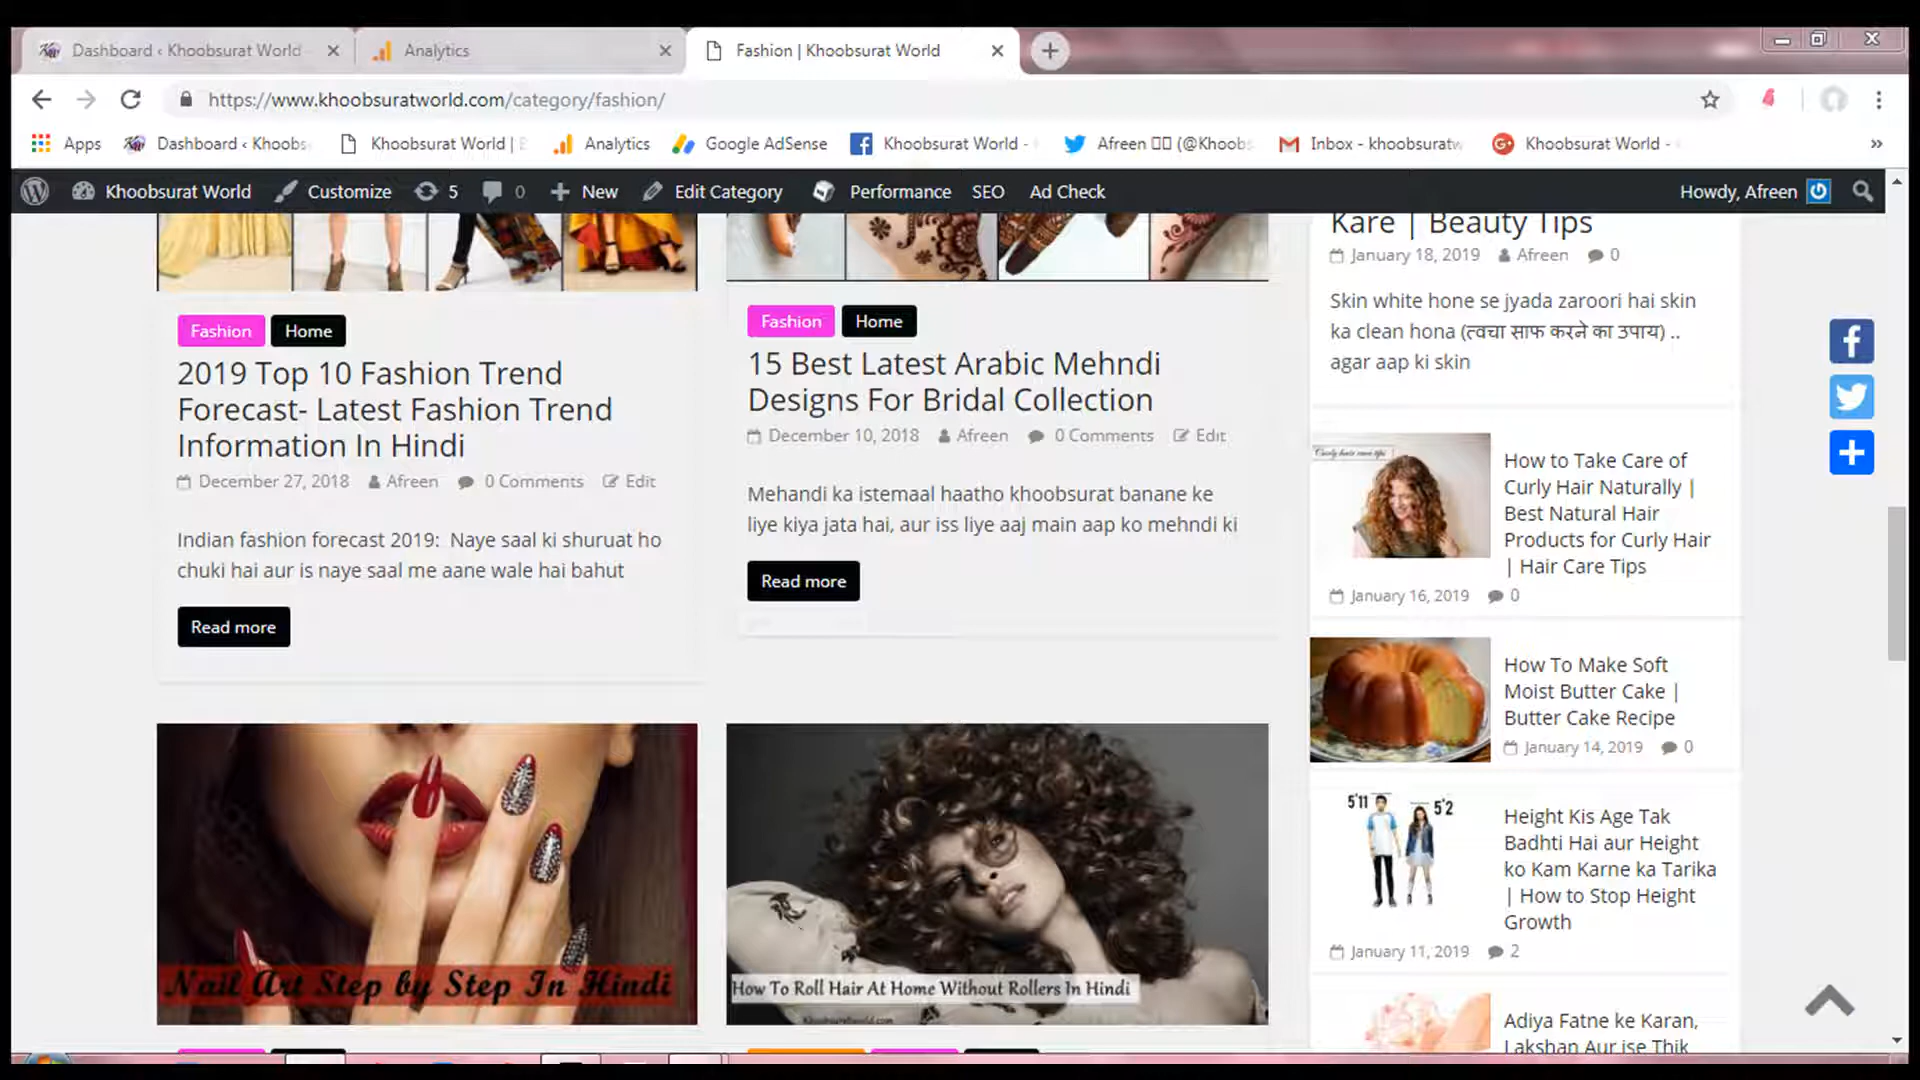 Dashboard ‹ Khoobsurat World
Analytics
Fashion | Khoobsurat World
https://www.khoobsuratworld.com/category/fashion/
Apps
Dashboard ‹ Khoobs
Khoobsurat World |
Analytics
Google AdSense
Khoobsurat World -
Afreen (@Khoobs
Inbox - khoobsuratw
Khoobsurat World -
»
Khoobsurat World
Customize
5
0
New
Edit Category
Performance
SEO
Ad Check
Howdy, Afreen
Fashion
Home
2019 Top 10 Fashion Trend
Forecast- Latest Fashion Trend
Information In Hindi
December 27, 2018
Afreen
0 Comments
Edit
Indian fashion forecast 2019: Naye saal ki shuruat ho
chuki hai aur is naye saal me aane wale hai bahut
Read more
Fashion
Home
15 Best Latest Arabic Mehndi
Designs For Bridal Collection
December 10, 2018
Afreen
0 Comments
Edit
Mehandi ka istemaal haatho khoobsurat banane ke
liye kiya jata hai, aur iss liye aaj main aap ko mehndi ki
Read more
Nail Art Step by Step In Hindi
How To Roll Hair At Home Without Rollers In Hindi
Khoobsuratworld.com
Kare | Beauty Tips
January 18, 2019
Afreen
0
Skin white hone se jyada zaroori hai skin
ka clean hona (त्वचा साफ करने का उपाय) ..
agar aap ki skin
Curly hair care tips
How to Take Care of
Curly Hair Naturally |
Best Natural Hair
Products for Curly Hair
| Hair Care Tips
January 16, 2019
0
How To Make Soft
Moist Butter Cake |
Butter Cake Recipe
January 14, 2019
0
5'11
5'2
Height Kis Age Tak
Badhti Hai aur Height
ko Kam Karne ka Tarika
| How to Stop Height
Growth
January 11, 2019
2
Adiya Fatne ke Karan,
Lakshan Aur ise Thik